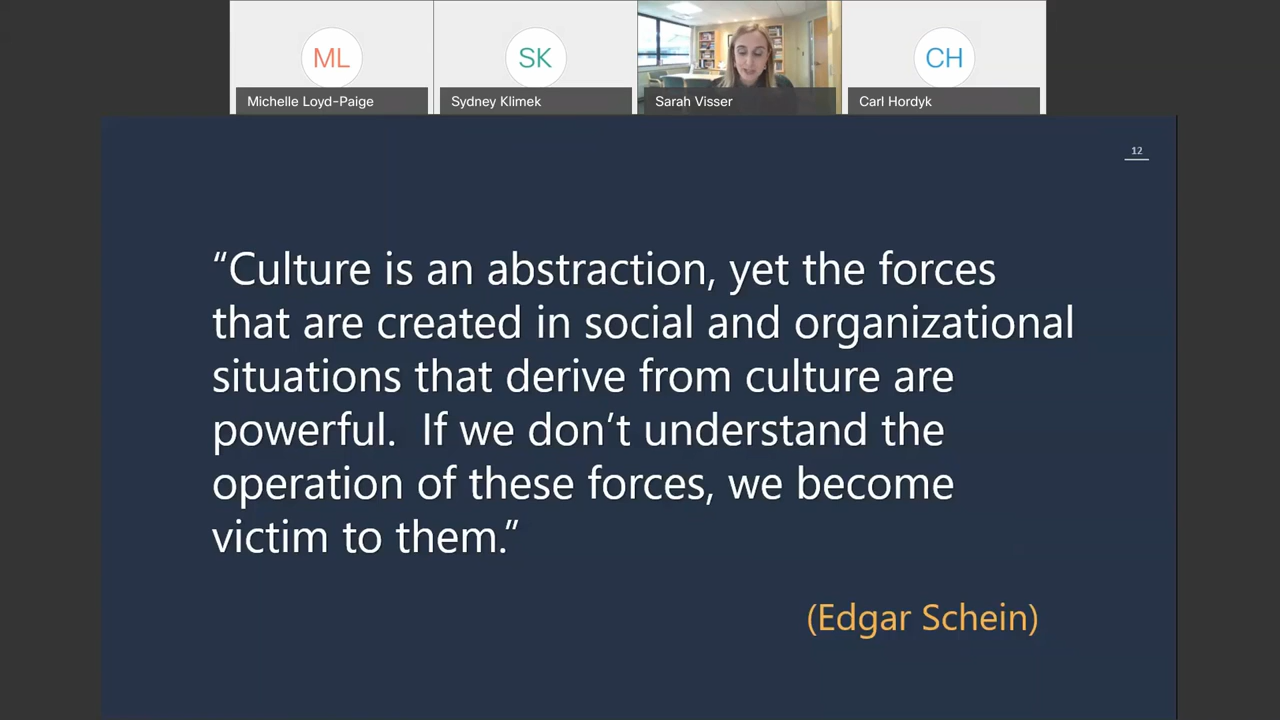 ML
SK
CH
Michelle Loyd-Paige
Sydney Klimek
Sarah Visser
Carl Hordyk
12
“Culture is an abstraction, yet the forces
that are created in social and organizational
situations that derive from culture are
powerful.  If we don’t understand the
operation of these forces, we become
victim to them.”
(Edgar Schein)